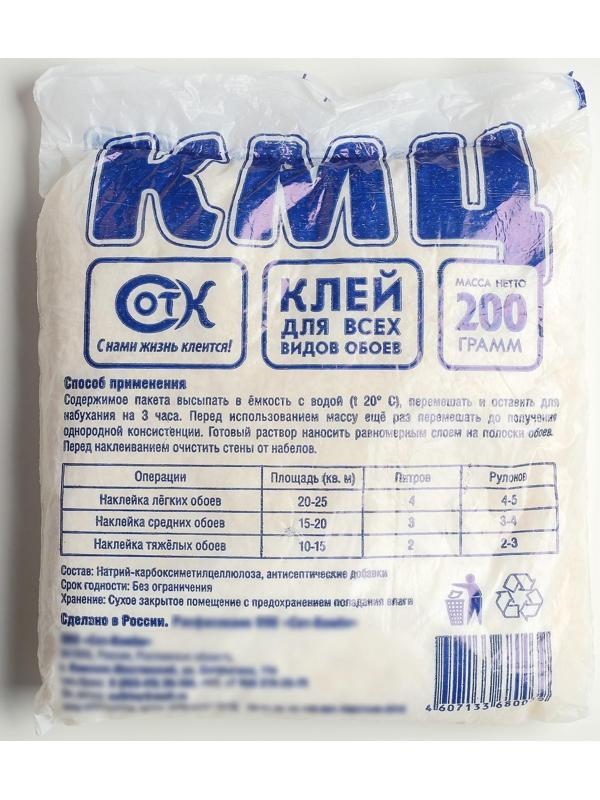 КМЦ
СотК
С нами жизнь клеится!
КЛЕЙ
ДЛЯ ВСЕХ
ВИДОВ ОБОЕВ
МАССА НЕТТО
200
ГРАММ
Способ применения
Содержимое пакета высыпать в ёмкость с водой (t 20° С), перемешать и оставить для
набухания на 3 часа. Перед использованием массу ещё раз перемешать до получения
однородной консистенции. Готовый раствор наносить равномерным слоем на полоски обоев.
Перед наклеиванием очистить стены от набелов.
Операции Площадь (кв. м) Литров Рулонов
Наклейка лёгких обоев 20-25 4 4-5
Наклейка средних обоев 15-20 3 3-4
Наклейка тяжёлых обоев 10-15 2 2-3
Состав: Натрий-карбоксиметилцеллюлоза, антисептические добавки
Срок годности: Без ограничения
Хранение: Сухое закрытое помещение с предохранением попадания влаги
Сделано в России.
4 607133 680